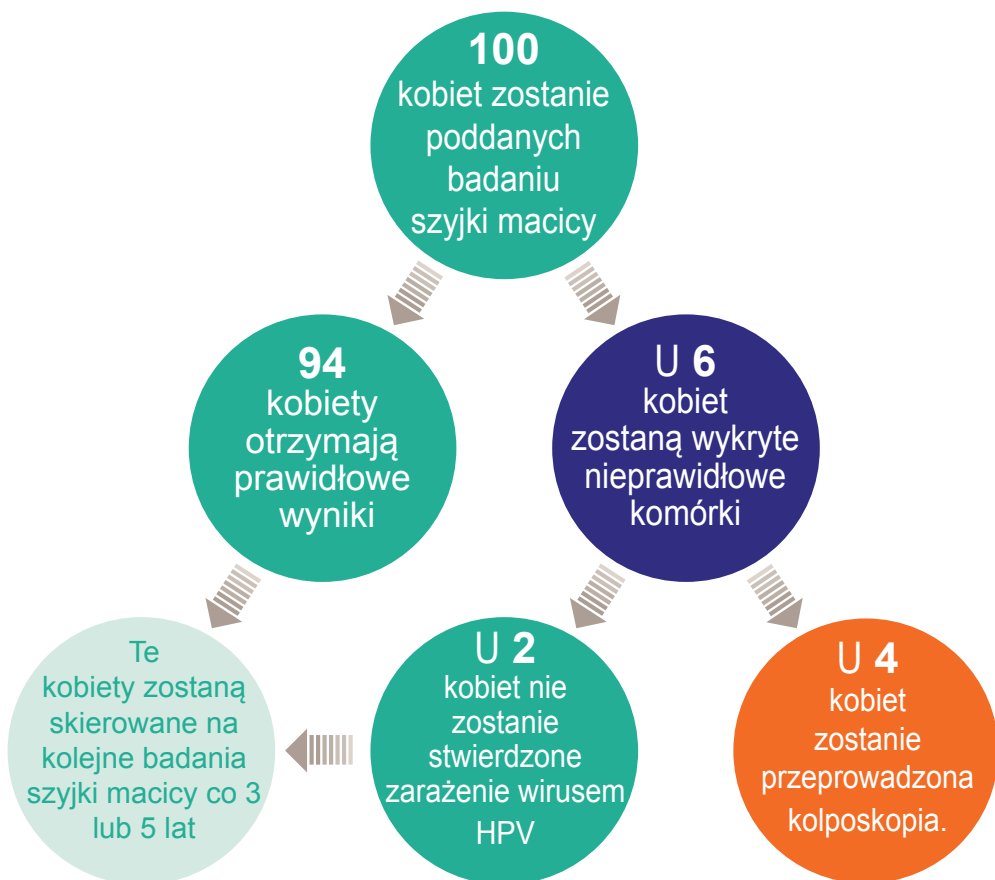 100
kobiet zostanie
poddanych
badaniu
szyjki macicy
94
kobiety
otrzymają
prawidłowe
wyniki
U 6
kobiet
zostaną wykryte
nieprawidłowe
komórki
Te
kobiety zostaną
skierowane na
kolejne badania
szyjki macicy co 3
lub 5 lat
U 2
kobiet nie
zostanie
stwierdzone
zarażenie wirusem
HPV
U 4
kobiet
zostanie
przeprowadzona
kolposkopia.